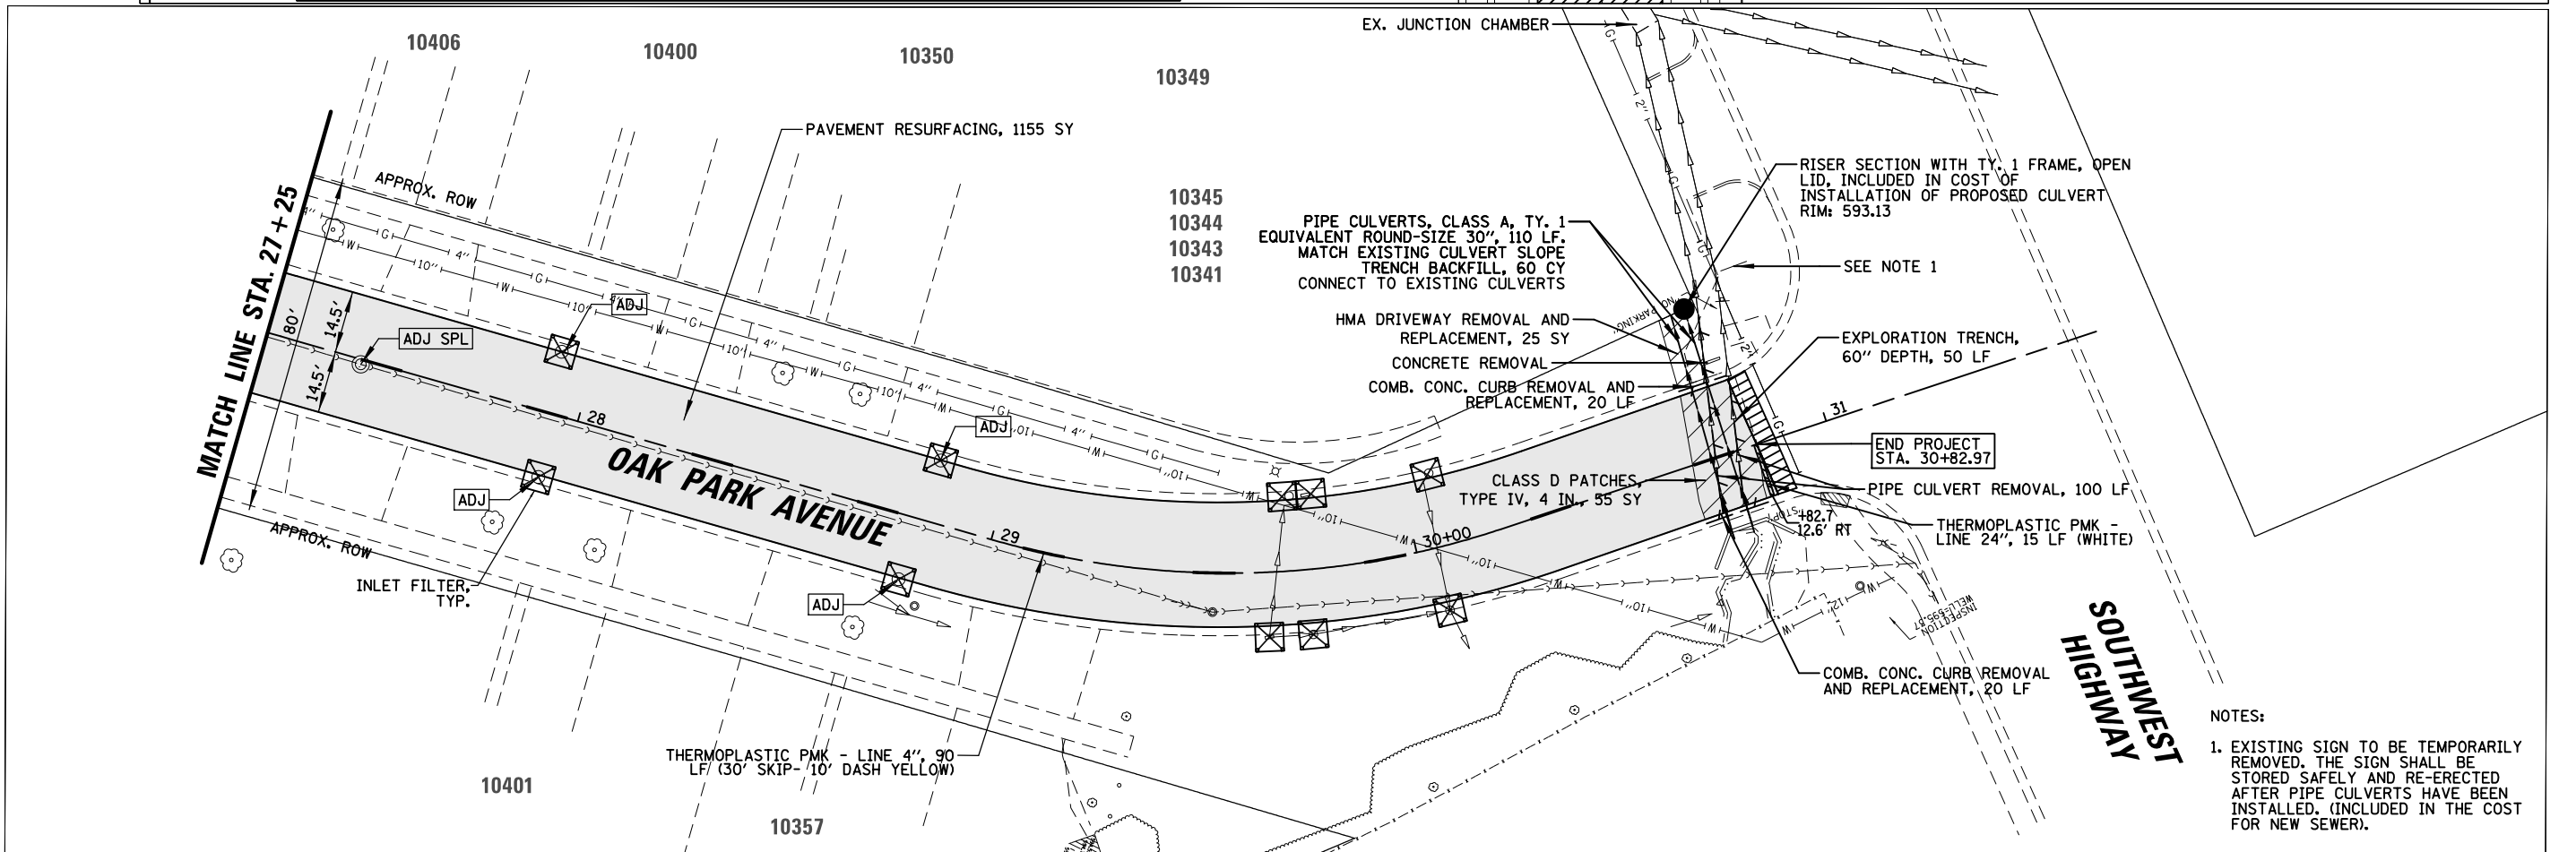 10406
10400
10350
10349
EX. JUNCTION CHAMBER
PAVEMENT RESURFACING, 1155 SY
APPROX. ROW
MATCH LINE STA. 27+25
80'
14.5'
14.5'
ADJ SPL
ADJ
ADJ
ADJ
ADJ
10345
10344
10343
10341
PIPE CULVERTS, CLASS A, TY. 1
EQUIVALENT ROUND-SIZE 30", 110 LF.
MATCH EXISTING CULVERT SLOPE
TRENCH BACKFILL, 60 CY
CONNECT TO EXISTING CULVERTS
HMA DRIVEWAY REMOVAL AND
REPLACEMENT, 25 SY
CONCRETE REMOVAL
COMB. CONC. CURB REMOVAL AND
REPLACEMENT, 20 LF
CLASS D PATCHES,
TYPE IV, 4 IN., 55 SY
RISER SECTION WITH TY. 1 FRAME, OPEN
LID, INCLUDED IN COST OF
INSTALLATION OF PROPOSED CULVERT
RIM: 593.13
SEE NOTE 1
"NO
PARKING"
EXPLORATION TRENCH,
60" DEPTH, 50 LF
31
END PROJECT
STA. 30+82.97
PIPE CULVERT REMOVAL, 100 LF
"STOP"
+82.7
12.6' RT
THERMOPLASTIC PMK -
LINE 24", 15 LF (WHITE)
28
OAK PARK AVENUE
29
30+00
APPROX. ROW
INLET FILTER,
TYP.
THERMOPLASTIC PMK - LINE 4", 90
LF (30' SKIP- 10' DASH YELLOW)
10401
10357
INSPECTION
WELL=595.57
COMB. CONC. CURB REMOVAL
AND REPLACEMENT, 20 LF
SOUTHWEST
HIGHWAY
NOTES:
1. EXISTING SIGN TO BE TEMPORARILY
REMOVED. THE SIGN SHALL BE
STORED SAFELY AND RE-ERECTED
AFTER PIPE CULVERTS HAVE BEEN
INSTALLED. (INCLUDED IN THE COST
FOR NEW SEWER).